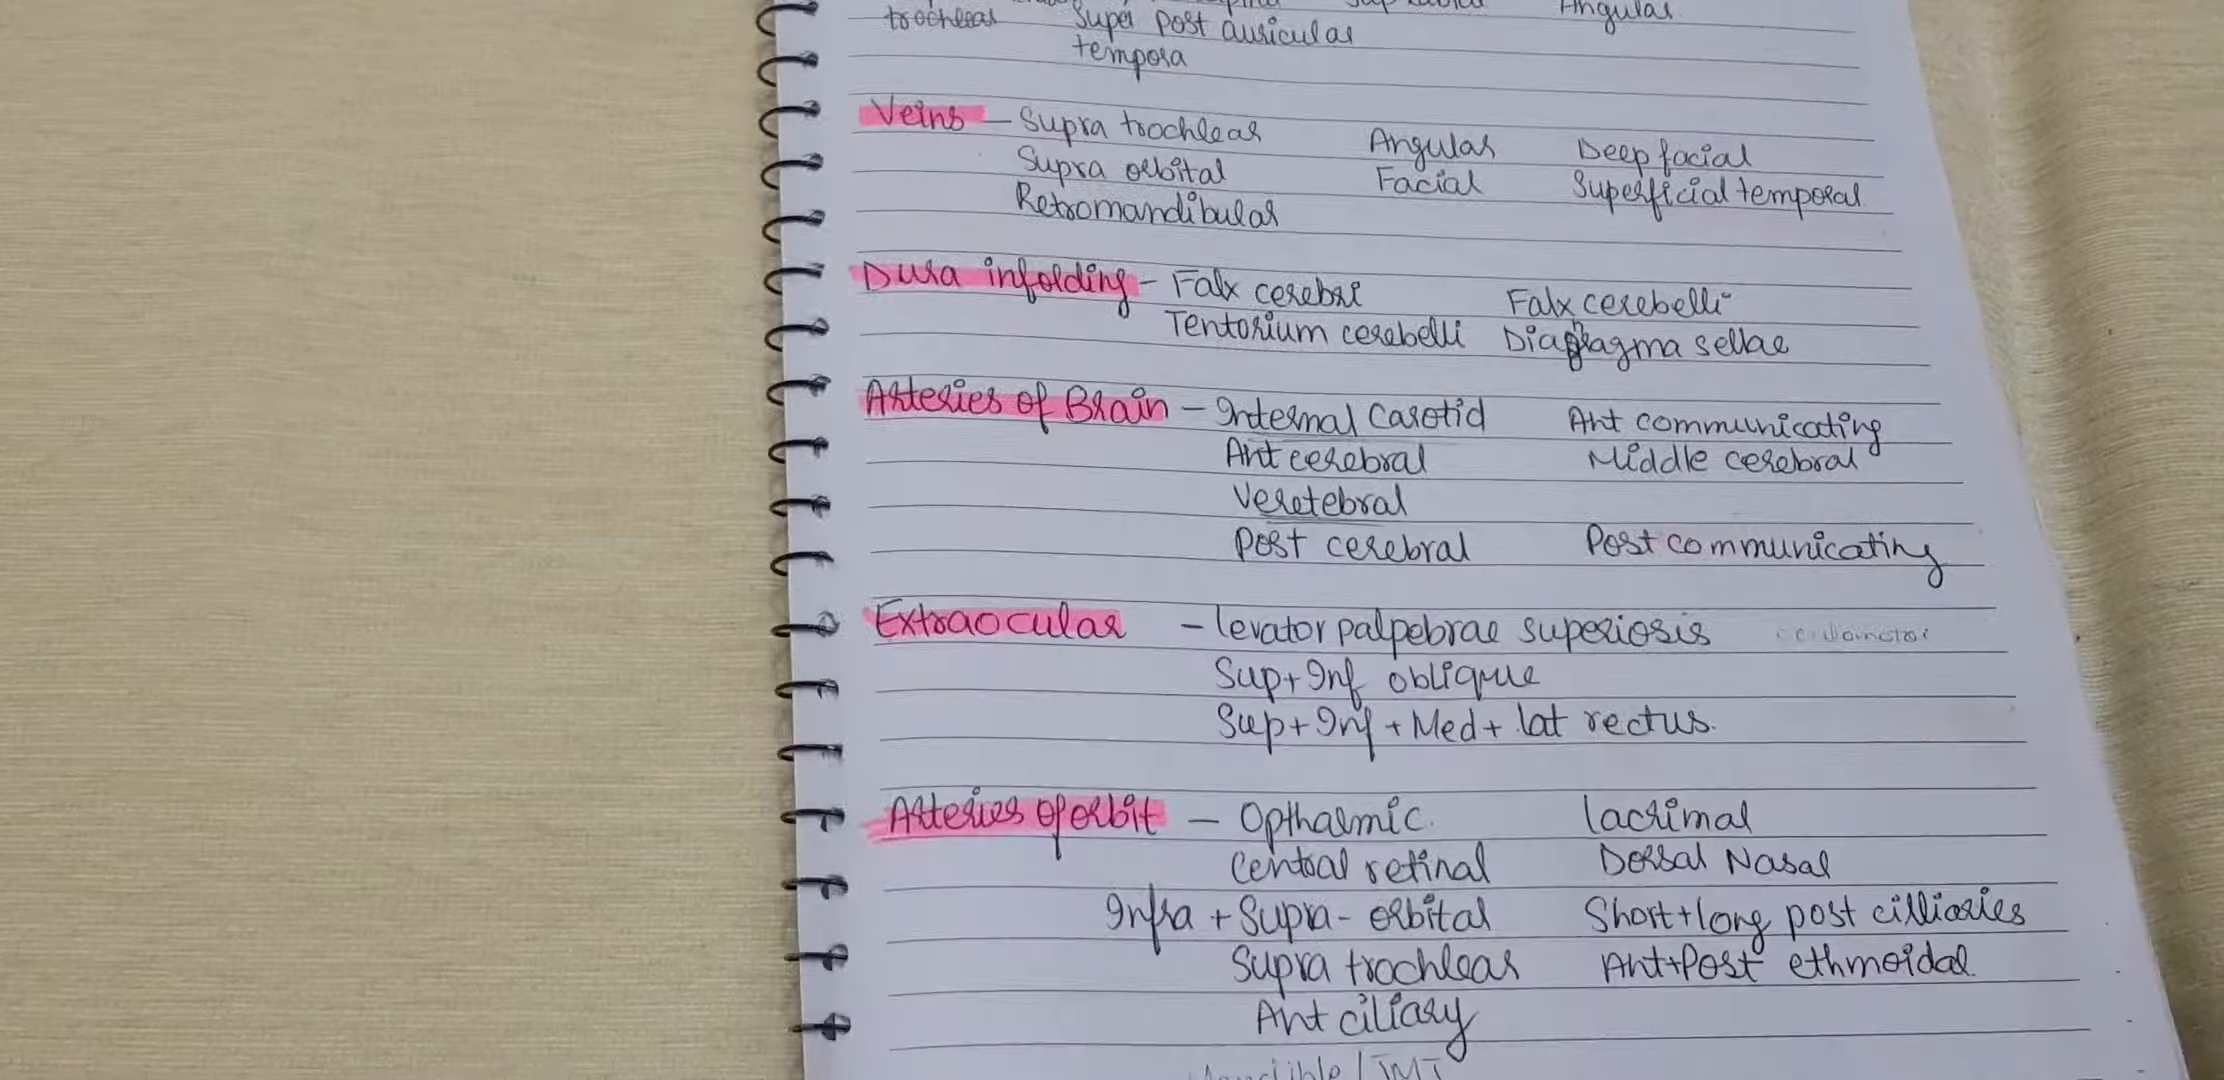 trochlear Super post auricular Angular
tempora
Veins - Supra trochlear Angular Deep facial
Supra orbital Facial Superficial temporal
Retromandibular
Dura infolding - Falx cerebri Falx cerebelli
Tentorium cerebelli Diaphragma sellae
Arteries of Brain - Internal Carotid Ant communicating
Ant cerebral Middle cerebral
Veretebral
Post cerebral Post communicating
Extraocular - levator palpebrae superiosis
Sup+Inf oblique
Sup+Inf+Med+lat rectus.
Arteries of orbit - Opthalmic. lacrimal
Central retinal Dorsal Nasal
Infra + Supra-orbital Short+long post cilliaries
Supra trochlear Ant+Post ethmoidal
Ant ciliary